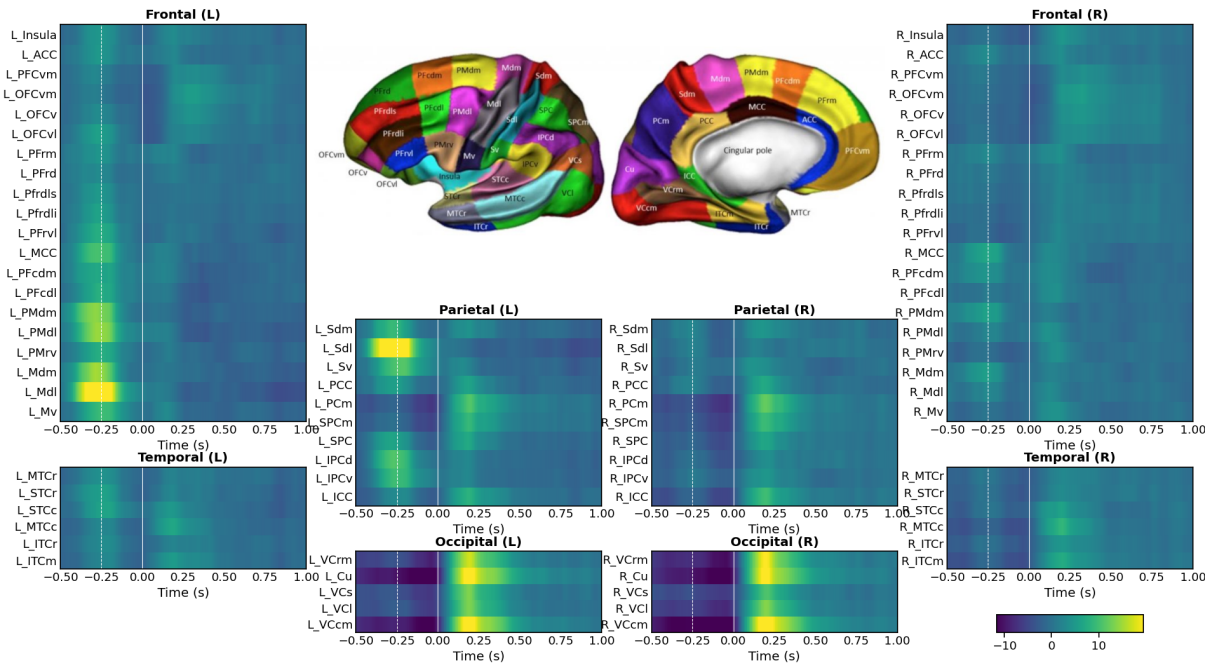 Frontal (L)
L_Insula
L_ACC
L_PFCvm
L_OFCvm
L_OFCv
L_OFCvl
L_PFrm
L_PFrd
L_Pfrdls
L_Pfrdli
L_PFrvl
L_MCC
L_PFcdm
L_PFcdl
L_PMdm
L_PMdl
L_PMrv
L_Mdm
L_Mdl
L_Mv
−0.50 −0.25 0.00 0.25 0.50 0.75 1.00
Time (s)
Temporal (L)
L_MTCr
L_STCr
L_STCc
L_MTCc
L_ITCr
L_ITCm
−0.50 −0.25 0.00 0.25 0.50 0.75 1.00
Time (s)
PFrd
PFcdm
PMdm
Mdm
Sdm
PFrdls
PFcdl
PMdl
Mdl
Sdl
SPC
SPCm
PFrdli
PMrv
IPCd
OFCvm
PFrvl
Mv
Sv
IPCv
VCs
OFCv
OFCvl
Insula
STCc
STCr
MTCc
VCl
MTCr
ITCr
Mdm
PMdm
PFcdm
Sdm
PFrm
MCC
PCm
PCC
ACC
Cingular pole
PFCvm
Cu
ICC
VCrm
VCcm
ITCm
MTCr
ITCr
Parietal (L)
L_Sdm
L_Sdl
L_Sv
L_PCC
L_PCm
L_SPCm
L_SPC
L_IPCd
L_IPCv
L_ICC
−0.50 −0.25 0.00 0.25 0.50 0.75 1.00
Time (s)
Parietal (R)
R_Sdm
R_Sdl
R_Sv
R_PCC
R_PCm
R_SPCm
R_SPC
R_IPCd
R_IPCv
R_ICC
−0.50 −0.25 0.00 0.25 0.50 0.75 1.00
Time (s)
Occipital (L)
L_VCrm
L_Cu
L_VCs
L_VCl
L_VCcm
−0.50 −0.25 0.00 0.25 0.50 0.75 1.00
Time (s)
Occipital (R)
R_VCrm
R_Cu
R_VCs
R_VCl
R_VCcm
−0.50 −0.25 0.00 0.25 0.50 0.75 1.00
Time (s)
Frontal (R)
R_Insula
R_ACC
R_PFCvm
R_OFCvm
R_OFCv
R_OFCvl
R_PFrm
R_PFrd
R_Pfrdls
R_Pfrdli
R_PFrvl
R_MCC
R_PFcdm
R_PFcdl
R_PMdm
R_PMdl
R_PMrv
R_Mdm
R_Mdl
R_Mv
−0.50 −0.25 0.00 0.25 0.50 0.75 1.00
Time (s)
Temporal (R)
R_MTCr
R_STCr
R_STCc
R_MTCc
R_ITCr
R_ITCm
−0.50 −0.25 0.00 0.25 0.50 0.75 1.00
Time (s)
−10 0 10